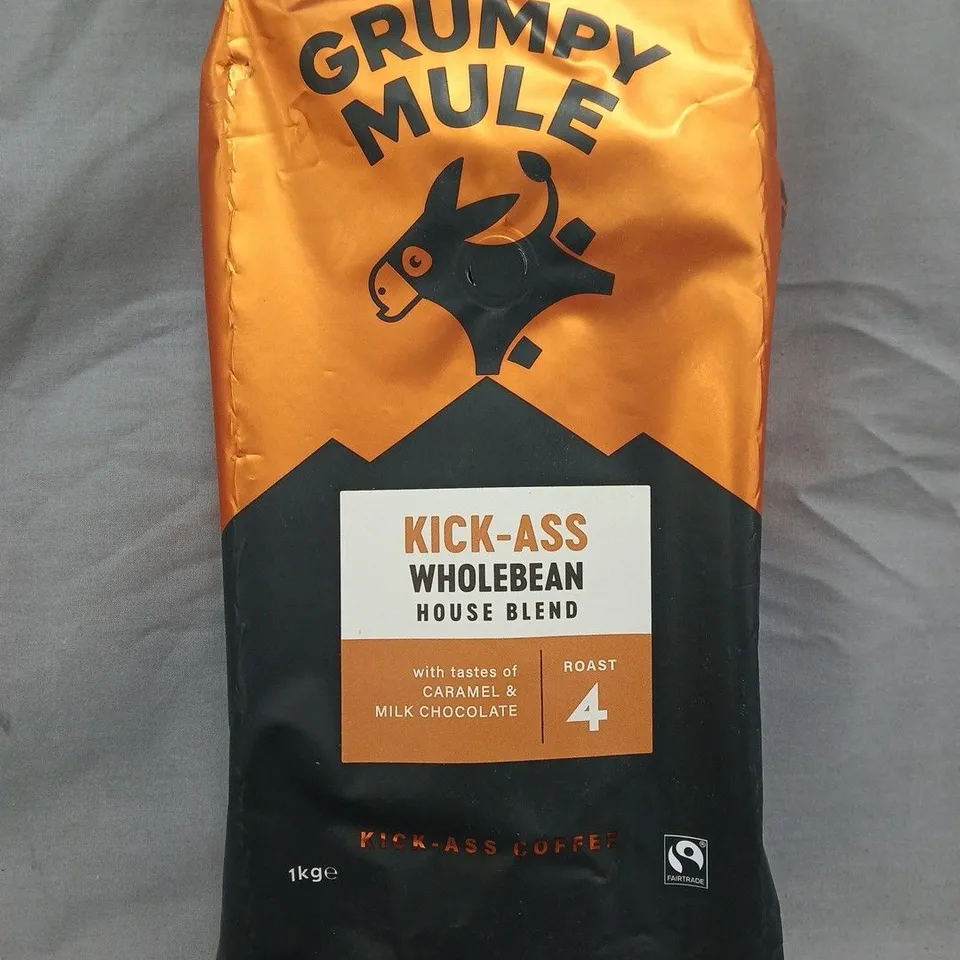 GRUMPY
MULE
KICK-ASS
WHOLEBEAN
HOUSE BLEND
with tastes of
CARAMEL &
MILK CHOCOLATE
ROAST
4
KICK-ASS COFFEE
1kg℮
®
FAIRTRADE